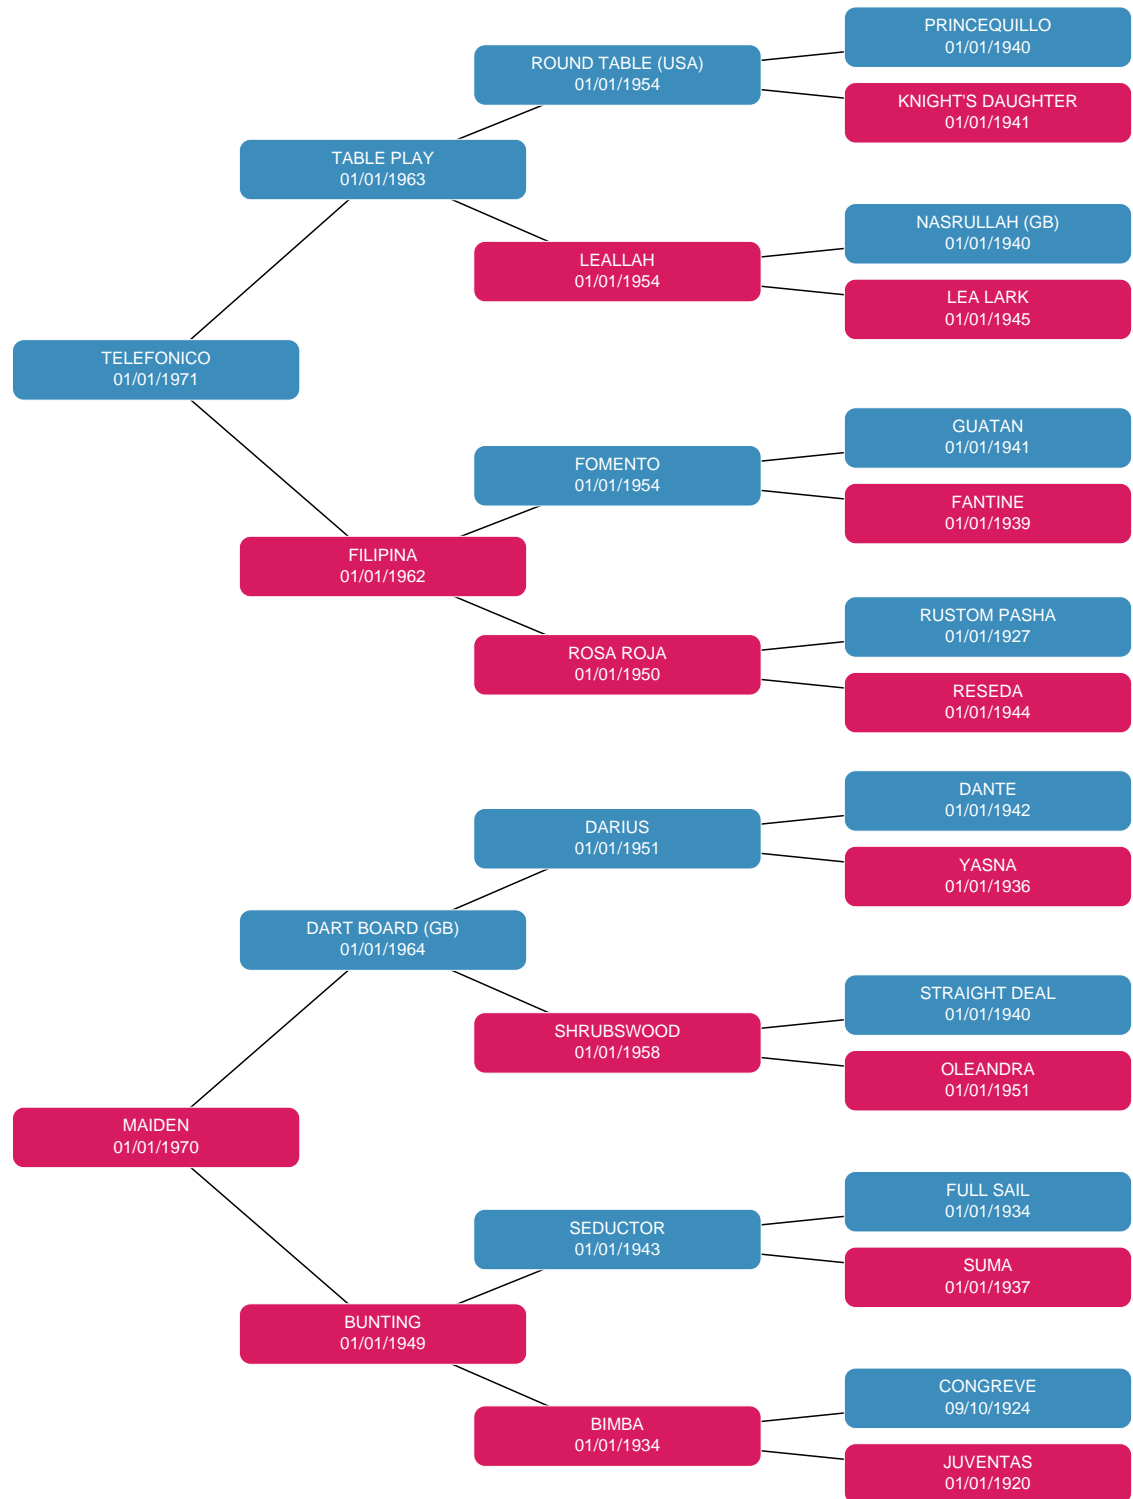 PRINCEQUILLO
01/01/1940
ROUND TABLE (USA)
01/01/1954
KNIGHT'S DAUGHTER
01/01/1941
TABLE PLAY
01/01/1963
NASRULLAH (GB)
01/01/1940
LEALLAH
01/01/1954
LEA LARK
01/01/1945
TELEFONICO
01/01/1971
GUATAN
01/01/1941
FOMENTO
01/01/1954
FANTINE
01/01/1939
FILIPINA
01/01/1962
RUSTOM PASHA
01/01/1927
ROSA ROJA
01/01/1950
RESEDA
01/01/1944
DANTE
01/01/1942
DARIUS
01/01/1951
YASNA
01/01/1936
DART BOARD (GB)
01/01/1964
STRAIGHT DEAL
01/01/1940
SHRUBSWOOD
01/01/1958
OLEANDRA
01/01/1951
MAIDEN
01/01/1970
FULL SAIL
01/01/1934
SEDUCTOR
01/01/1943
SUMA
01/01/1937
BUNTING
01/01/1949
CONGREVE
09/10/1924
BIMBA
01/01/1934
JUVENTAS
01/01/1920